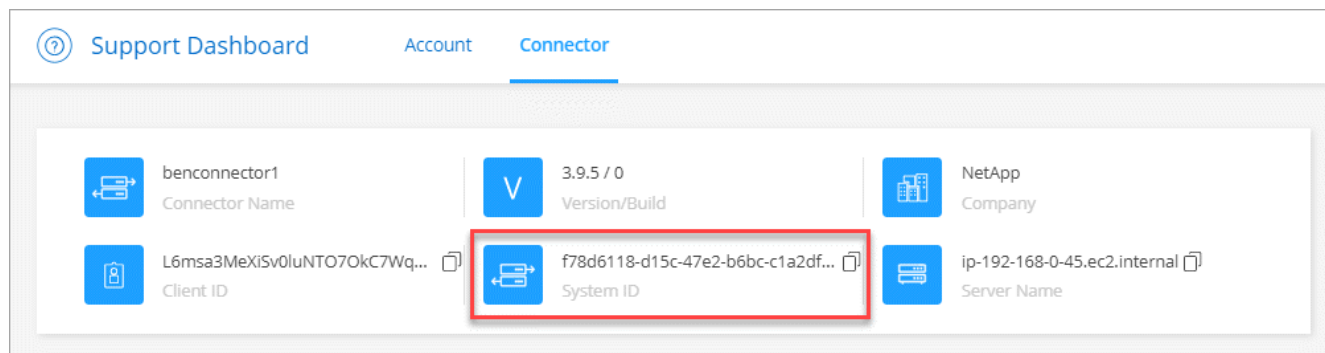 Support Dashboard Account Connector
benconnector1 3.9.5 / 0 NetApp
Connector Name V Version/Build Company
L6msa3MeXiSv0luNTO7OkC7Wq... f78d6118-d15c-47e2-b6bc-c1a2df... ip-192-168-0-45.ec2.internal
Client ID System ID Server Name